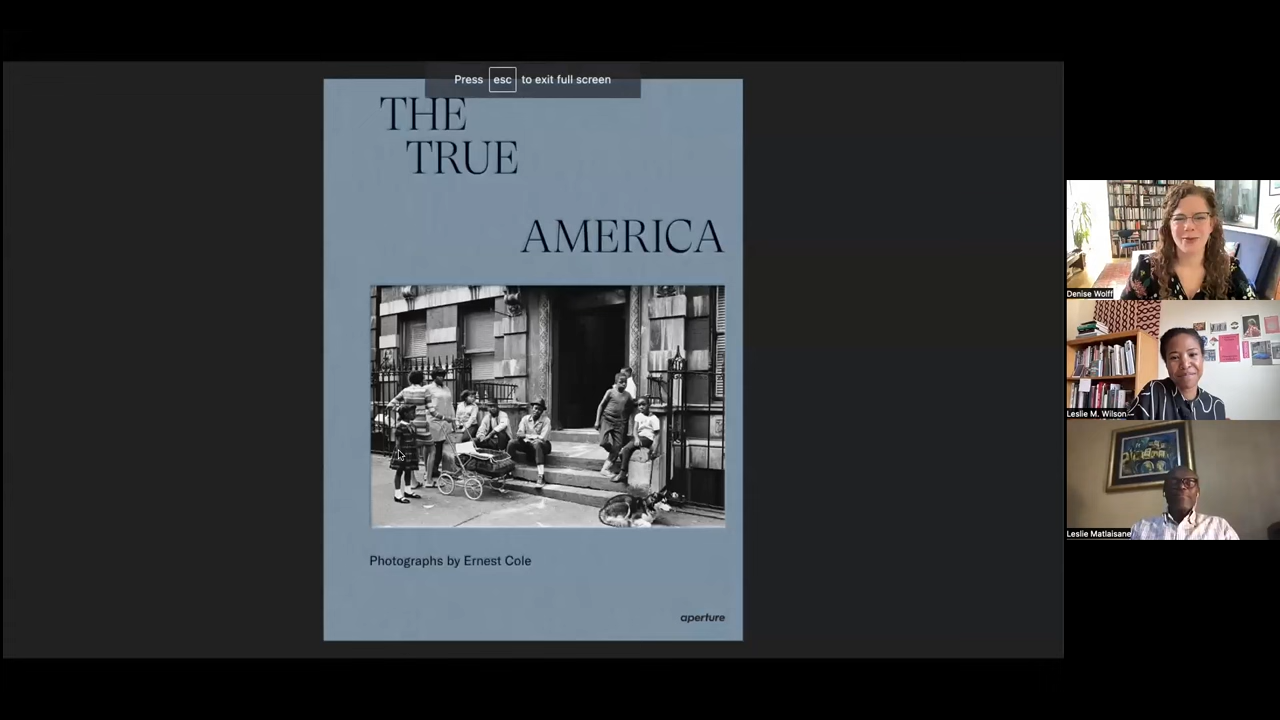 Press esc to exit full screen
THE
TRUE
AMERICA
Photographs by Ernest Cole
aperture
Denise Wolff
Leslie M. Wilson
Leslie Matlaisane